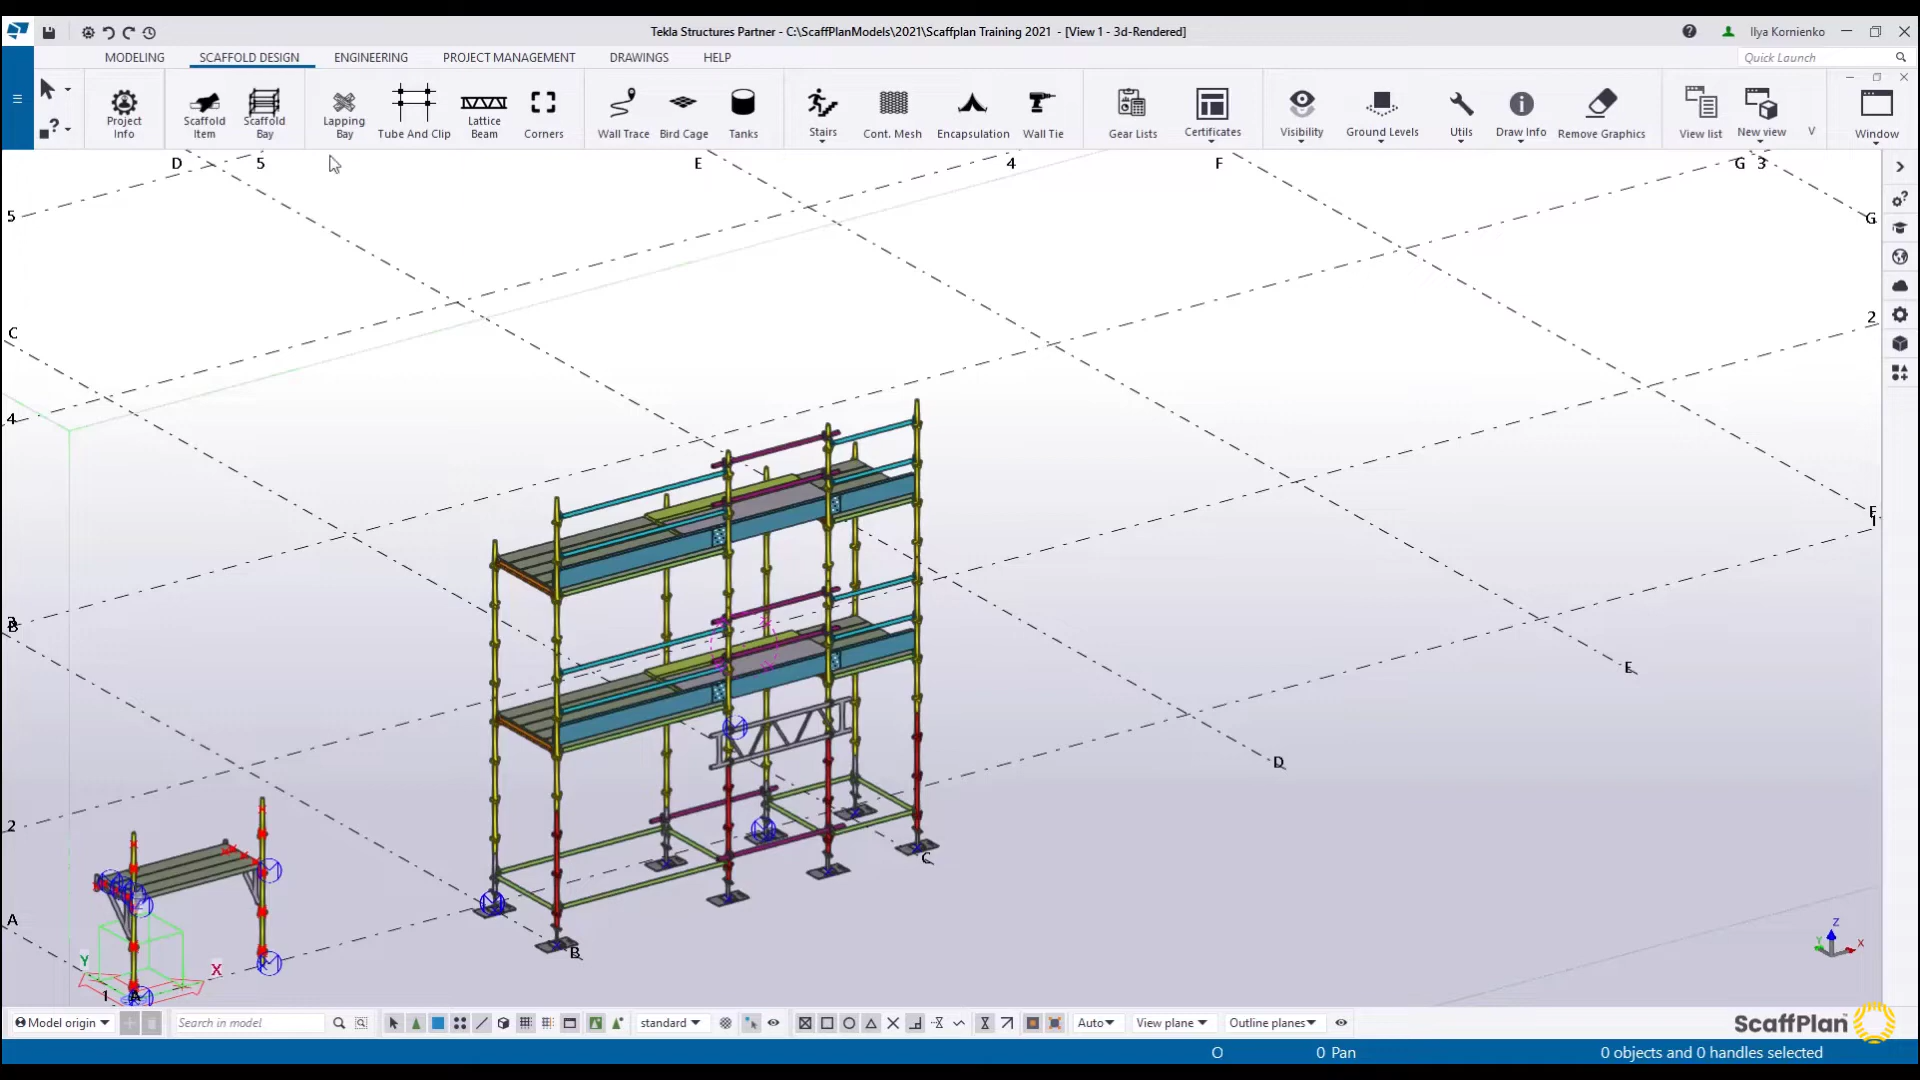 Tekla Structures Partner - C:\ScaffPlanModels\2021\Scaffplan Training 2021 - [View 1 - 3d-Rendered]
Ilya Kornienko
MODELING
SCAFFOLD DESIGN
ENGINEERING
PROJECT MANAGEMENT
DRAWINGS
HELP
Quick Launch
Project Info
Scaffold Item
Scaffold Bay
Lapping Bay
Tube And Clip
Lattice Beam
Corners
Wall Trace
Bird Cage
Tanks
Stairs
Cont. Mesh
Encapsulation
Wall Tie
Gear Lists
Certificates
Visibility
Ground Levels
Utils
Draw Info
Remove Graphics
View list
New view
V
Window
D
5
E
4
F
G
3
5
G
C
2
4
F
1
B
3
E
D
2
C
A
B
Y
X
1
A
Z
Y
X
Model origin
Search in model
standard
Auto
View plane
Outline planes
ScaffPlan
O
0 Pan
0 objects and 0 handles selected